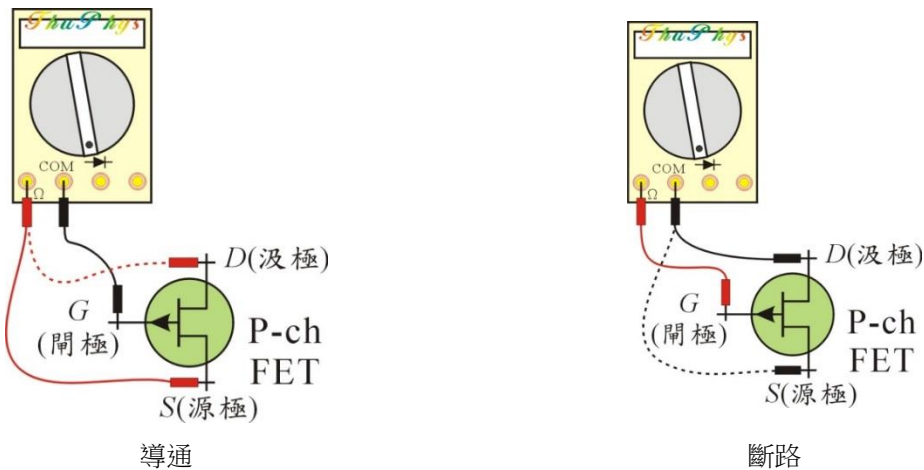 ThuPhys
COM
Ω
D(汲極)
G
(閘極)
P-ch
FET
S(源極)
導通
ThuPhys
COM
Ω
D(汲極)
G
(閘極)
P-ch
FET
S(源極)
斷路